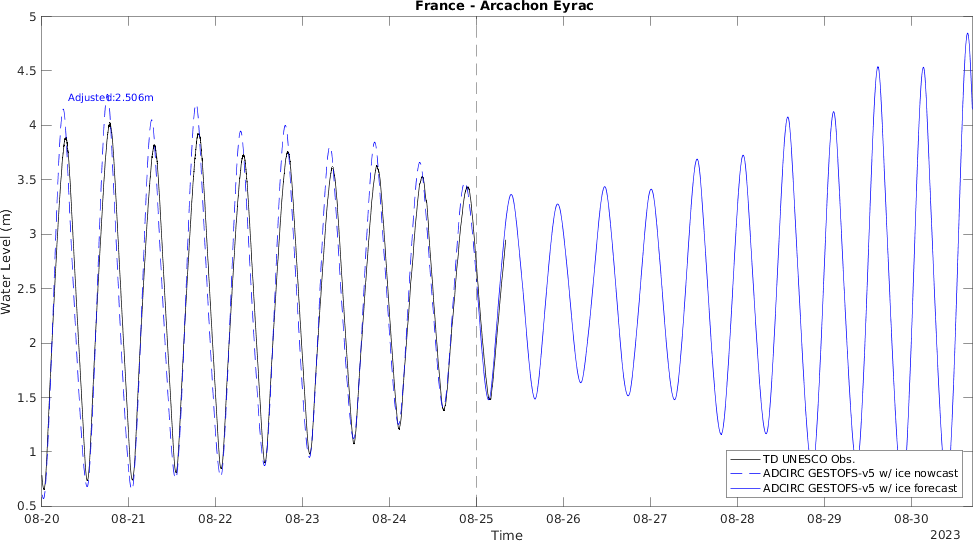 France - Arcachon Eyrac
Adjusted:2.506m
Water Level (m)
5
4.5
4
3.5
3
2.5
2
1.5
1
0.5
TD UNESCO Obs.
ADCIRC GESTOFS-v5 w/ ice nowcast
ADCIRC GESTOFS-v5 w/ ice forecast
08-20 08-21 08-22 08-23 08-24 08-25 08-26 08-27 08-28 08-29 08-30
2023
Time